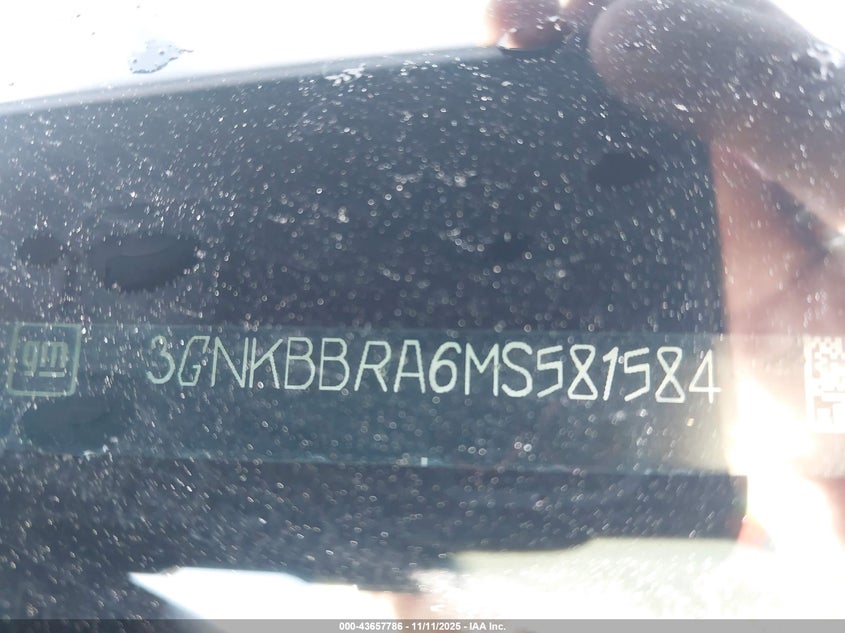 gm
3GNKBBRA6MS581584
000-43657786 - 11/11/2025 - IAA Inc.